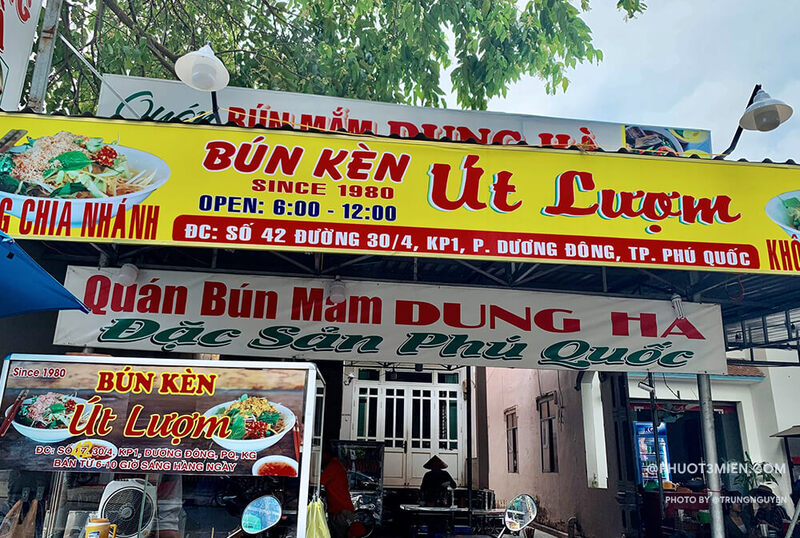 Quán BÚN MẮM DUNG HÀ
BÚN KÈN
SINCE 1980
Út Lượm
OPEN: 6:00 - 12:00
CHIA NHÁNH
KHÔ
ĐC: SỐ 42 ĐƯỜNG 30/4, KP1, P. DƯƠNG ĐÔNG, TP. PHÚ QUỐC
Quán Bún Mắm DUNG HÀ
Đặc Sản Phú Quốc
Since 1980
BÚN KÈN
Út Lượm
ĐC: SỐ 17, 30/4, KP1, DƯƠNG ĐÔNG, PQ, KG
BÁN TỪ 6-10 GIỜ SÁNG HÀNG NGÀY
@PHUOT3MIEN.COM
PHOTO BY @TRUNGNGUYEN